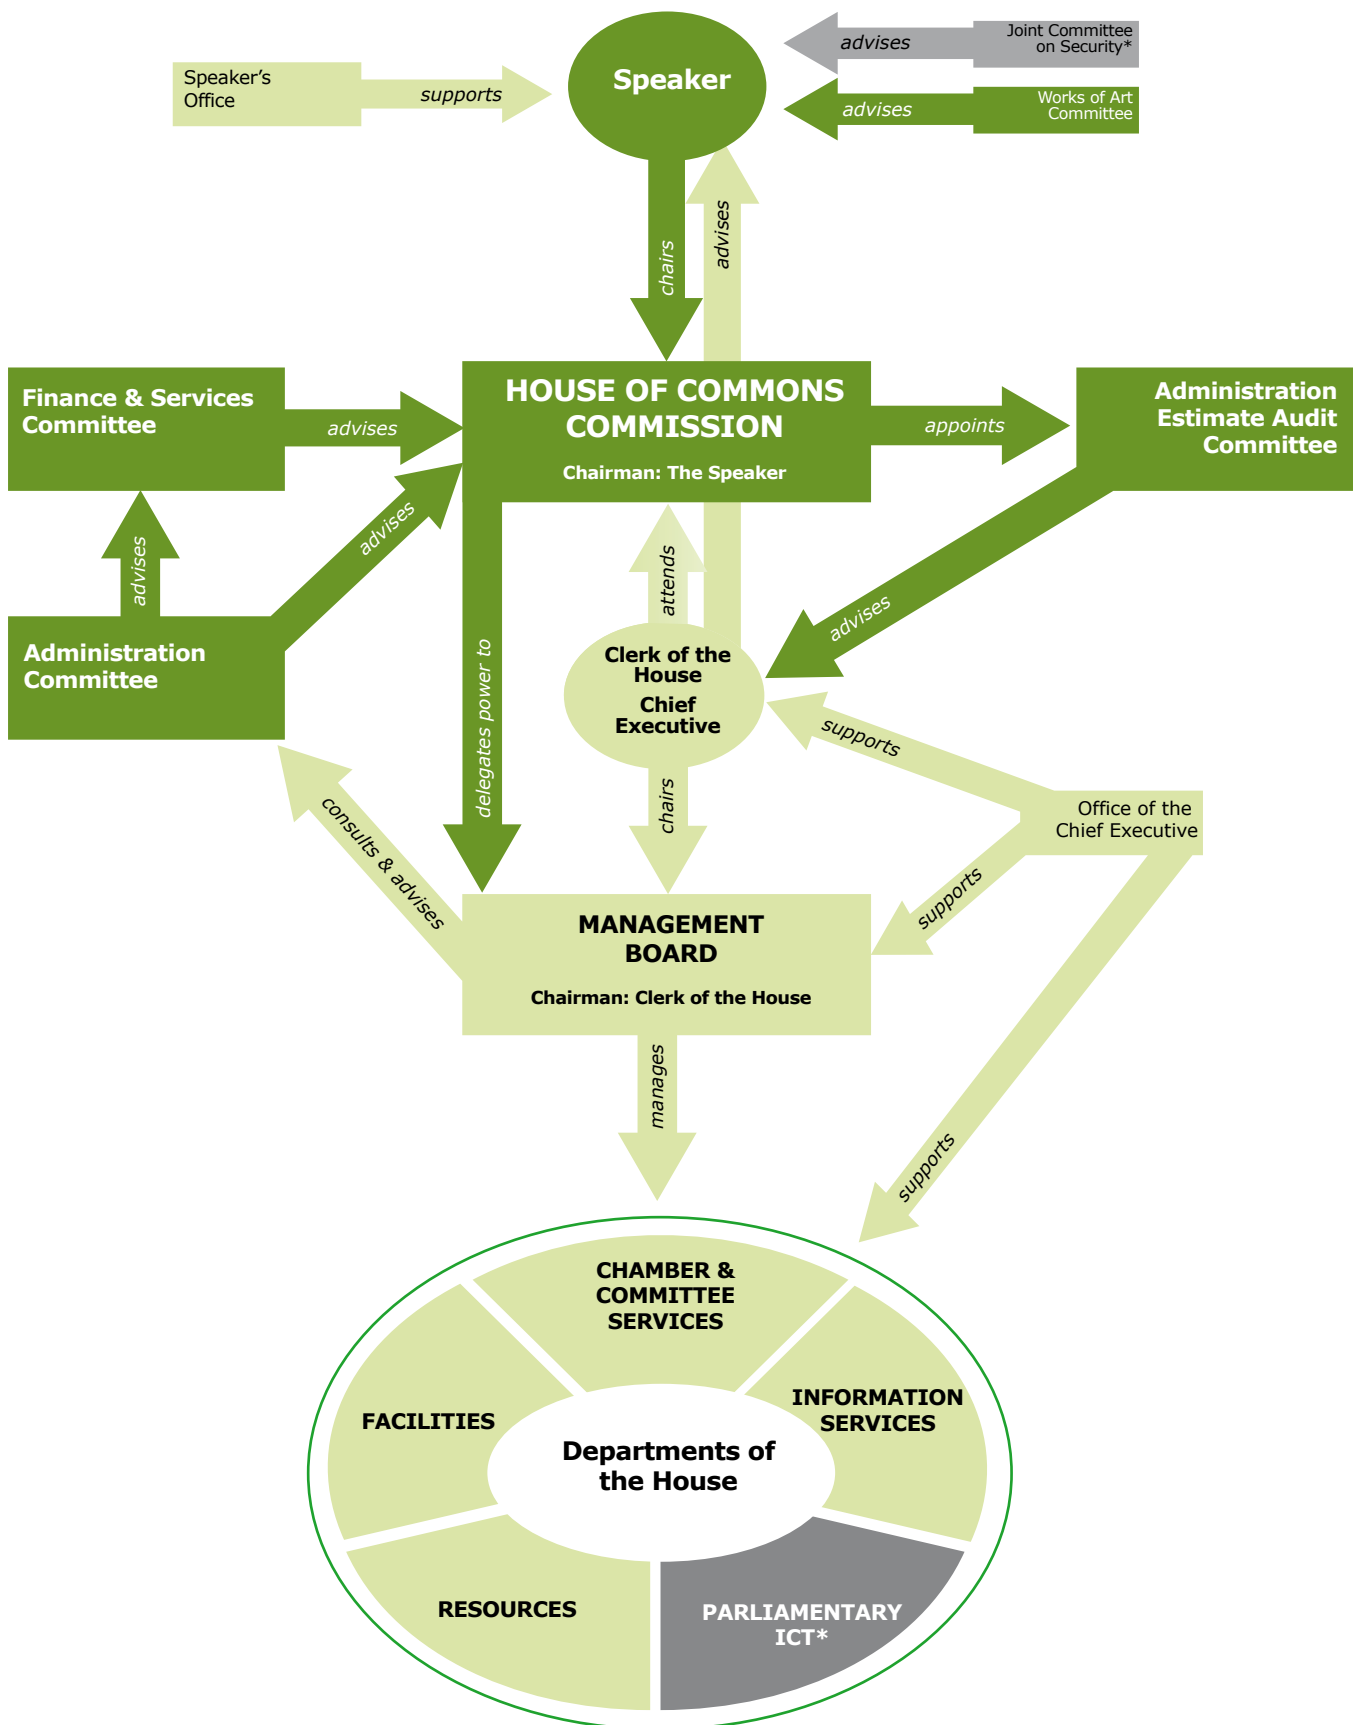 Speaker
Speaker's
Office
supports
advises
Joint Committee
on Security*
advises
Works of Art
Committee
chairs
advises
Finance & Services
Committee
advises
HOUSE OF COMMONS
COMMISSION
Chairman: The Speaker
appoints
Administration
Estimate Audit
Committee
advises
advises
attends
advises
Administration
Committee
delegates power to
Clerk of the
House
Chief
Executive
supports
consults & advises
chairs
Office of the
Chief Executive
supports
MANAGEMENT
BOARD
Chairman: Clerk of the House
manages
supports
CHAMBER &
COMMITTEE
SERVICES
FACILITIES
INFORMATION
SERVICES
Departments of
the House
RESOURCES
PARLIAMENTARY
ICT*